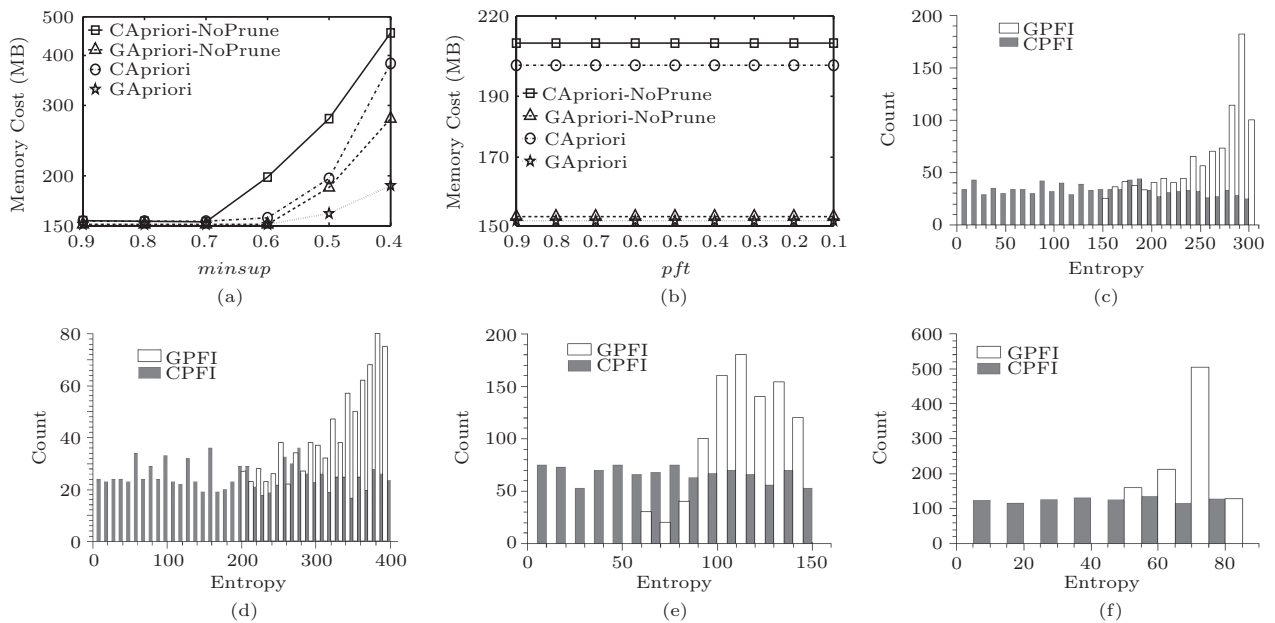 500
400
300
200
150
Memory Cost (MB)
CApriori-NoPrune
GApriori-NoPrune
CApriori
GApriori
0.9 0.8 0.7 0.6 0.5 0.4
minsup
(a)
220
190
170
150
Memory Cost (MB)
CApriori-NoPrune
GApriori-NoPrune
CApriori
GApriori
0.9 0.8 0.7 0.6 0.5 0.4 0.3 0.2 0.1
pft
(b)
200
150
100
50
0
Count
GPFI
CPFI
0 50 100 150 200 250 300
Entropy
(c)
80
60
40
20
0
Count
GPFI
CPFI
0 100 200 300 400
Entropy
(d)
200
150
100
50
0
Count
GPFI
CPFI
0 50 100 150
Entropy
(e)
600
500
400
300
200
100
0
Count
GPFI
CPFI
0 20 40 60 80
Entropy
(f)